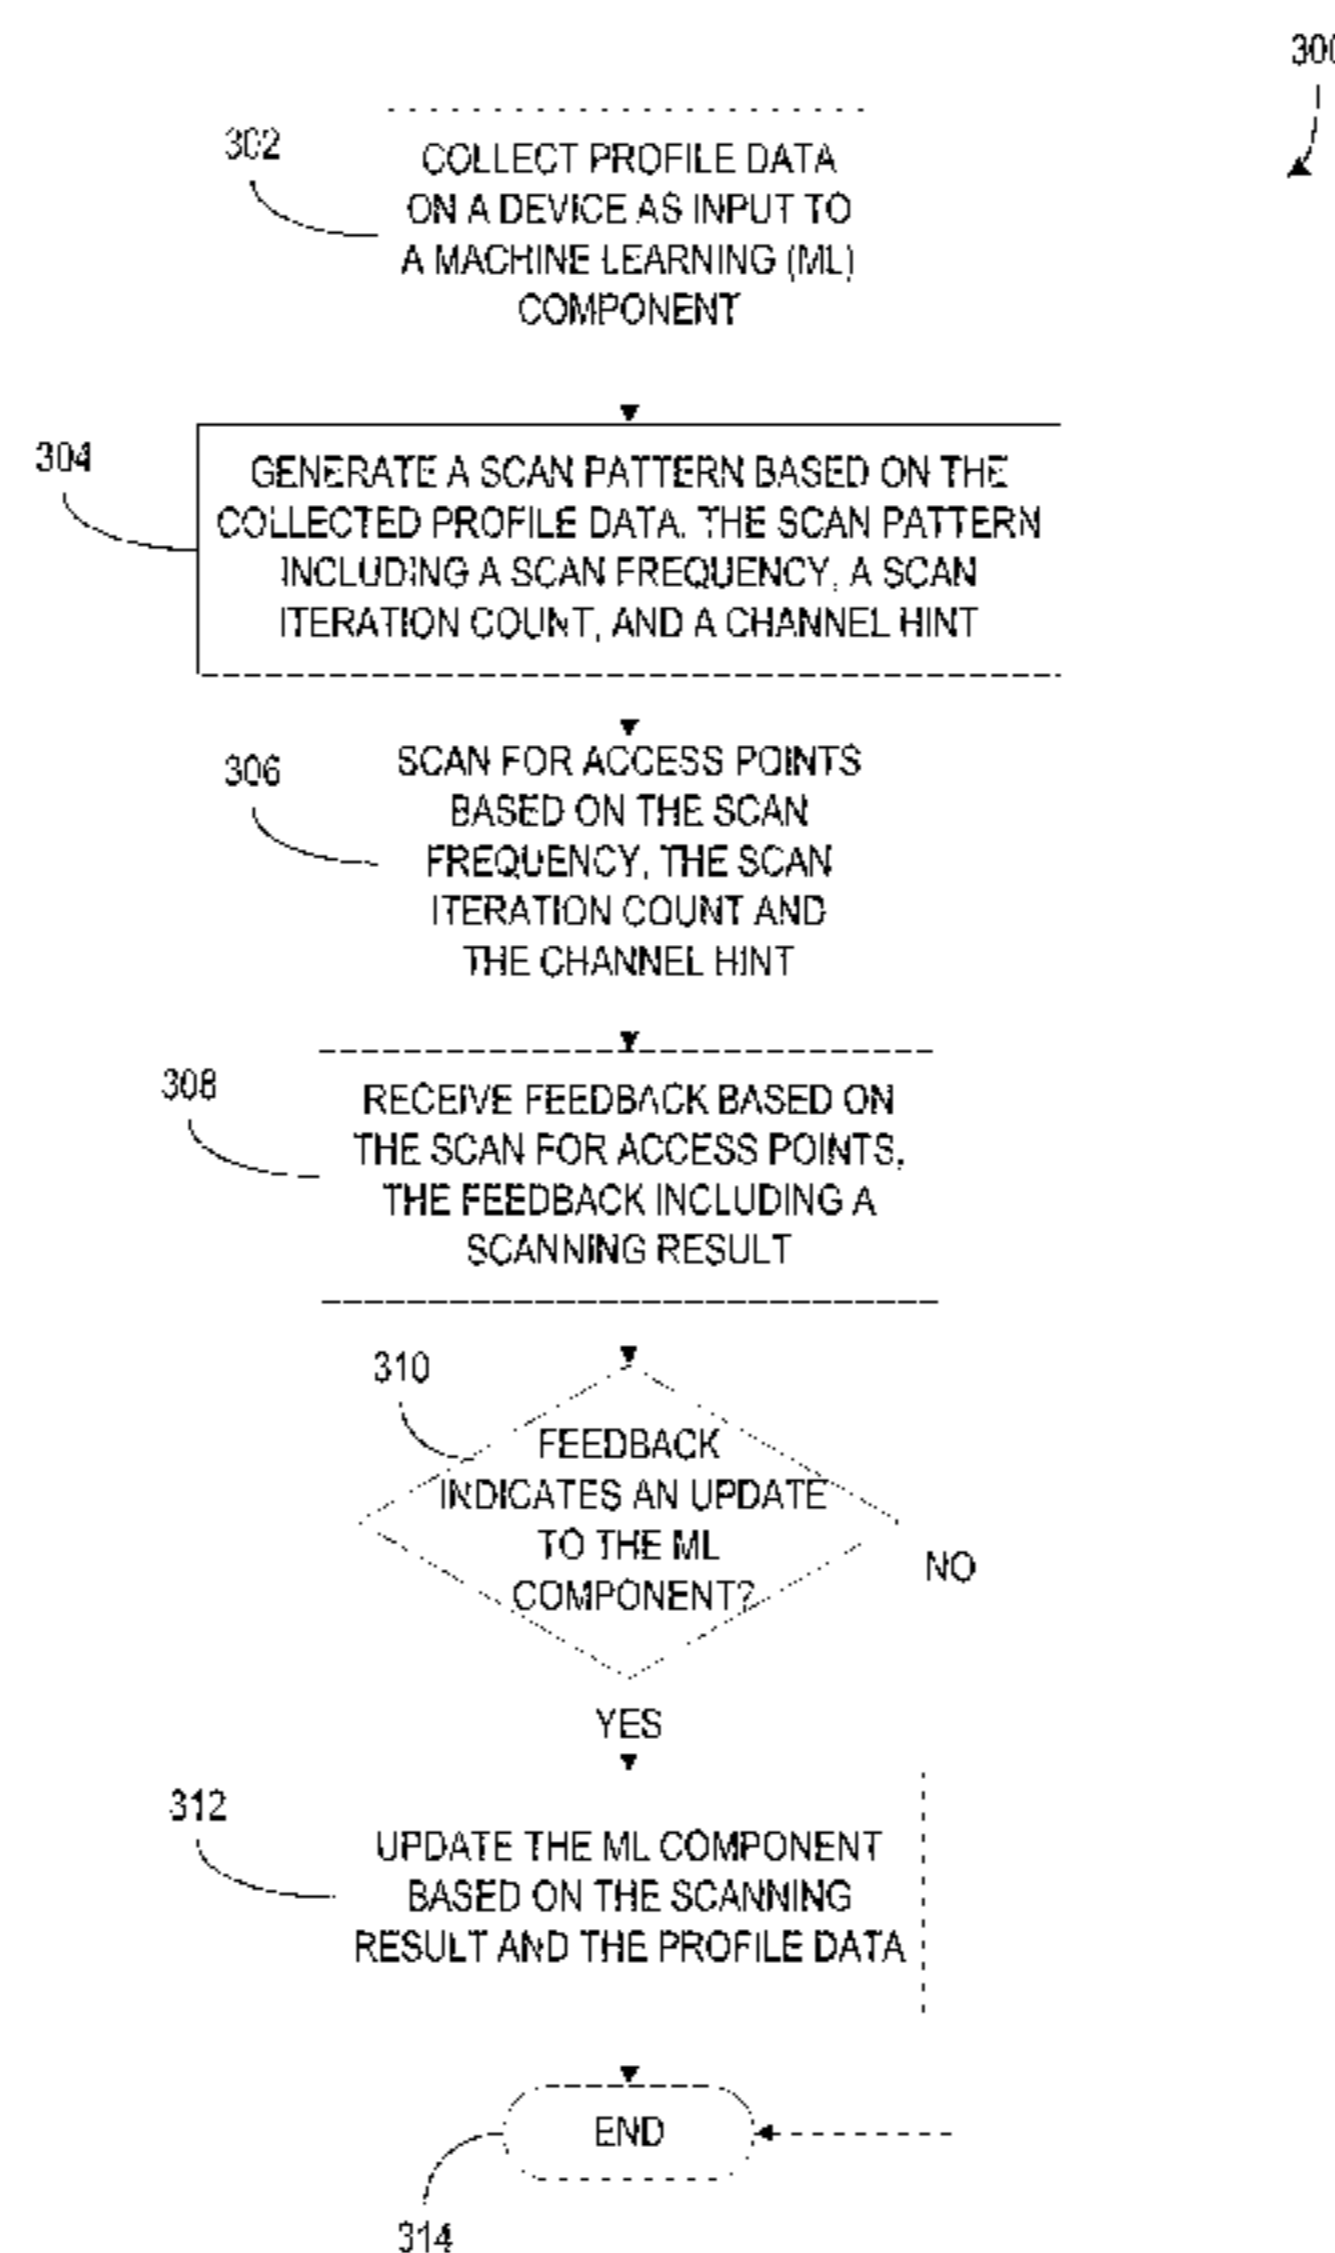 300
302
COLLECT PROFILE DATA
ON A DEVICE AS INPUT TO
A MACHINE LEARNING (ML)
COMPONENT
304
GENERATE A SCAN PATTERN BASED ON THE
COLLECTED PROFILE DATA, THE SCAN PATTERN
INCLUDING A SCAN FREQUENCY, A SCAN
ITERATION COUNT, AND A CHANNEL HINT
306
SCAN FOR ACCESS POINTS
BASED ON THE SCAN
FREQUENCY, THE SCAN
ITERATION COUNT AND
THE CHANNEL HINT
308
RECEIVE FEEDBACK BASED ON
THE SCAN FOR ACCESS POINTS,
THE FEEDBACK INCLUDING A
SCANNING RESULT
310
FEEDBACK
INDICATES AN UPDATE
TO THE ML
COMPONENT?
NO
YES
312
UPDATE THE ML COMPONENT
BASED ON THE SCANNING
RESULT AND THE PROFILE DATA
END
314